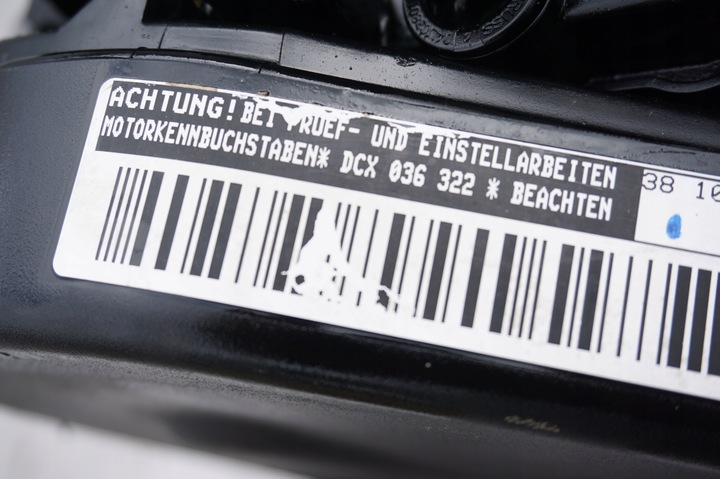 ACHTUNG! BEI PRUEF- UND EINSTELLARBEITEN
MOTORKENNBUCHSTABEN* DCX 036 322 * BEACHTEN
38 10